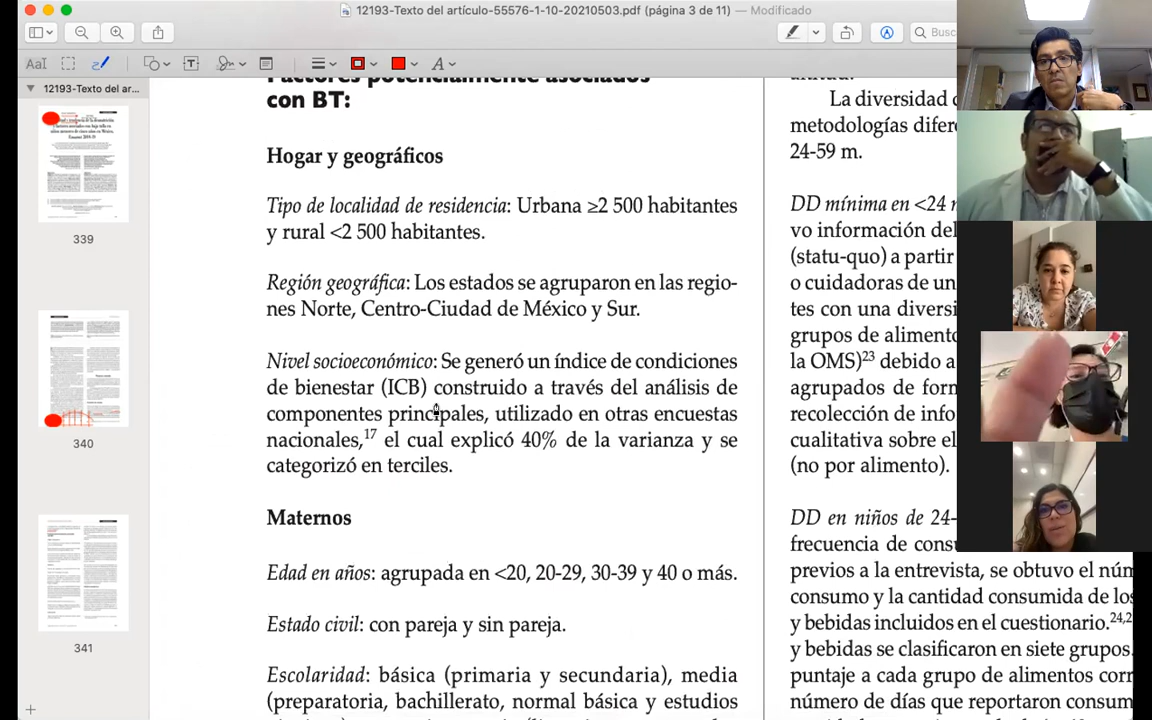 12193-Texto del artículo-55576-1-10-20210503.pdf (página 3 de 11) — Modificado
Busc
AaI
T
A
12193-Texto del ar...
339
340
341
Factores potencialmente asociados
con BT:
Hogar y geográficos
Tipo de localidad de residencia: Urbana ≥2 500 habitantes
y rural <2 500 habitantes.
Región geográfica: Los estados se agruparon en las regio-
nes Norte, Centro-Ciudad de México y Sur.
Nivel socioeconómico: Se generó un índice de condiciones
de bienestar (ICB) construido a través del análisis de
componentes principales, utilizado en otras encuestas
nacionales,17 el cual explicó 40% de la varianza y se
categorizó en terciles.
Maternos
Edad en años: agrupada en <20, 20-29, 30-39 y 40 o más.
Estado civil: con pareja y sin pareja.
Escolaridad: básica (primaria y secundaria), media
(preparatoria, bachillerato, normal básica y estudios
La diversidad
metodologías difere
24-59 m.
DD mínima en <24
vo información del
(statu-quo) a partir
o cuidadoras de un
tes con una diversi
grupos de alimento
la OMS)23 debido a
agrupados de form
recolección de info
cualitativa sobre el
(no por alimento).
DD en niños de 24-
frecuencia de consu
previos a la entrevista, se obtuvo el núm
consumo y la cantidad consumida de los
y bebidas incluidos en el cuestionario.24,2
y bebidas se clasificaron en siete grupos.
puntaje a cada grupo de alimentos corr
número de días que reportaron consum